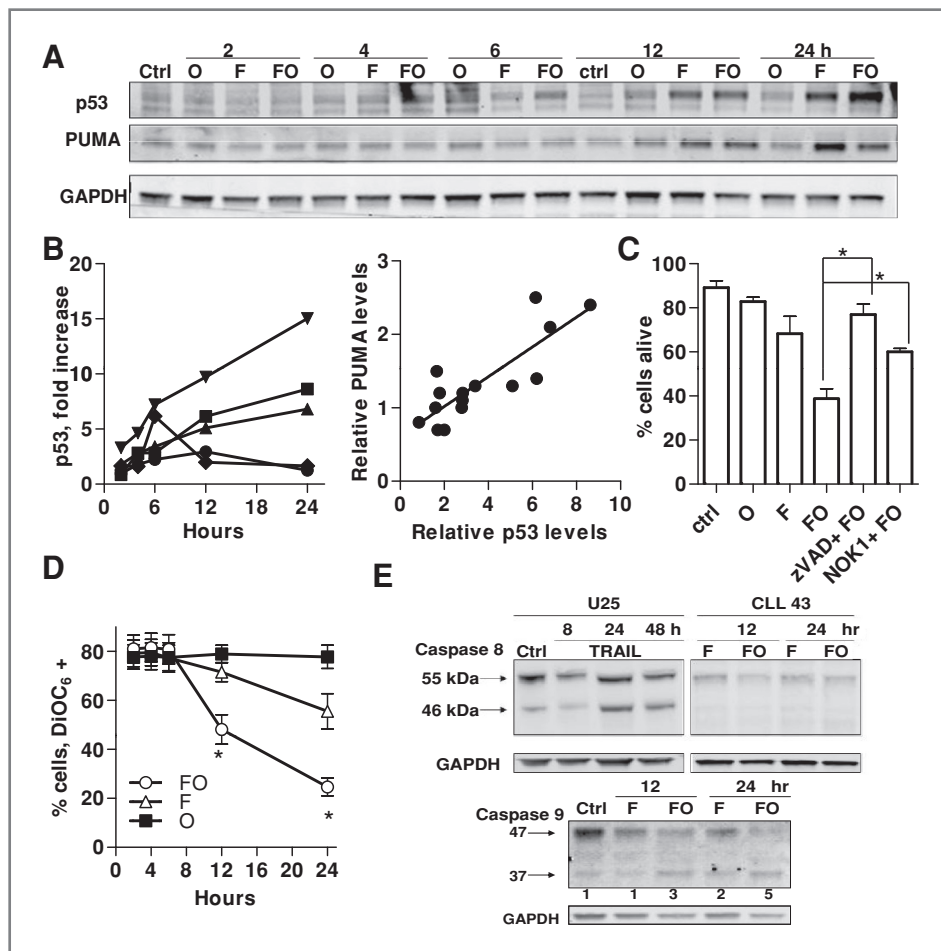 A
2 4 6 12 24 h
Ctrl O F FO O F FO O F FO ctrl O F FO O F FO
p53
PUMA
GAPDH
B
p53, fold increase
20
15
10
5
0
0 6 12 18 24
Hours
Relative PUMA levels
3
2
1
0
0 2 4 6 8 10
Relative p53 levels
C
% cells alive
100
80
60
40
20
0
ctrl O F FO zVAD+ FO NOK1+ FO
* *
D
% cells, DiOC6 +
80
60
40
20
0
* *
FO
F
O
0 4 8 12 16 20 24
Hours
E
U25 CLL 43
8 24 48 h 12 24 hr
Caspase 8 Ctrl TRAIL F FO F FO
55 kDa
46 kDa
GAPDH
12 24 hr
Caspase 9 Ctrl F FO F FO
47
37
1 1 3 2 5
GAPDH